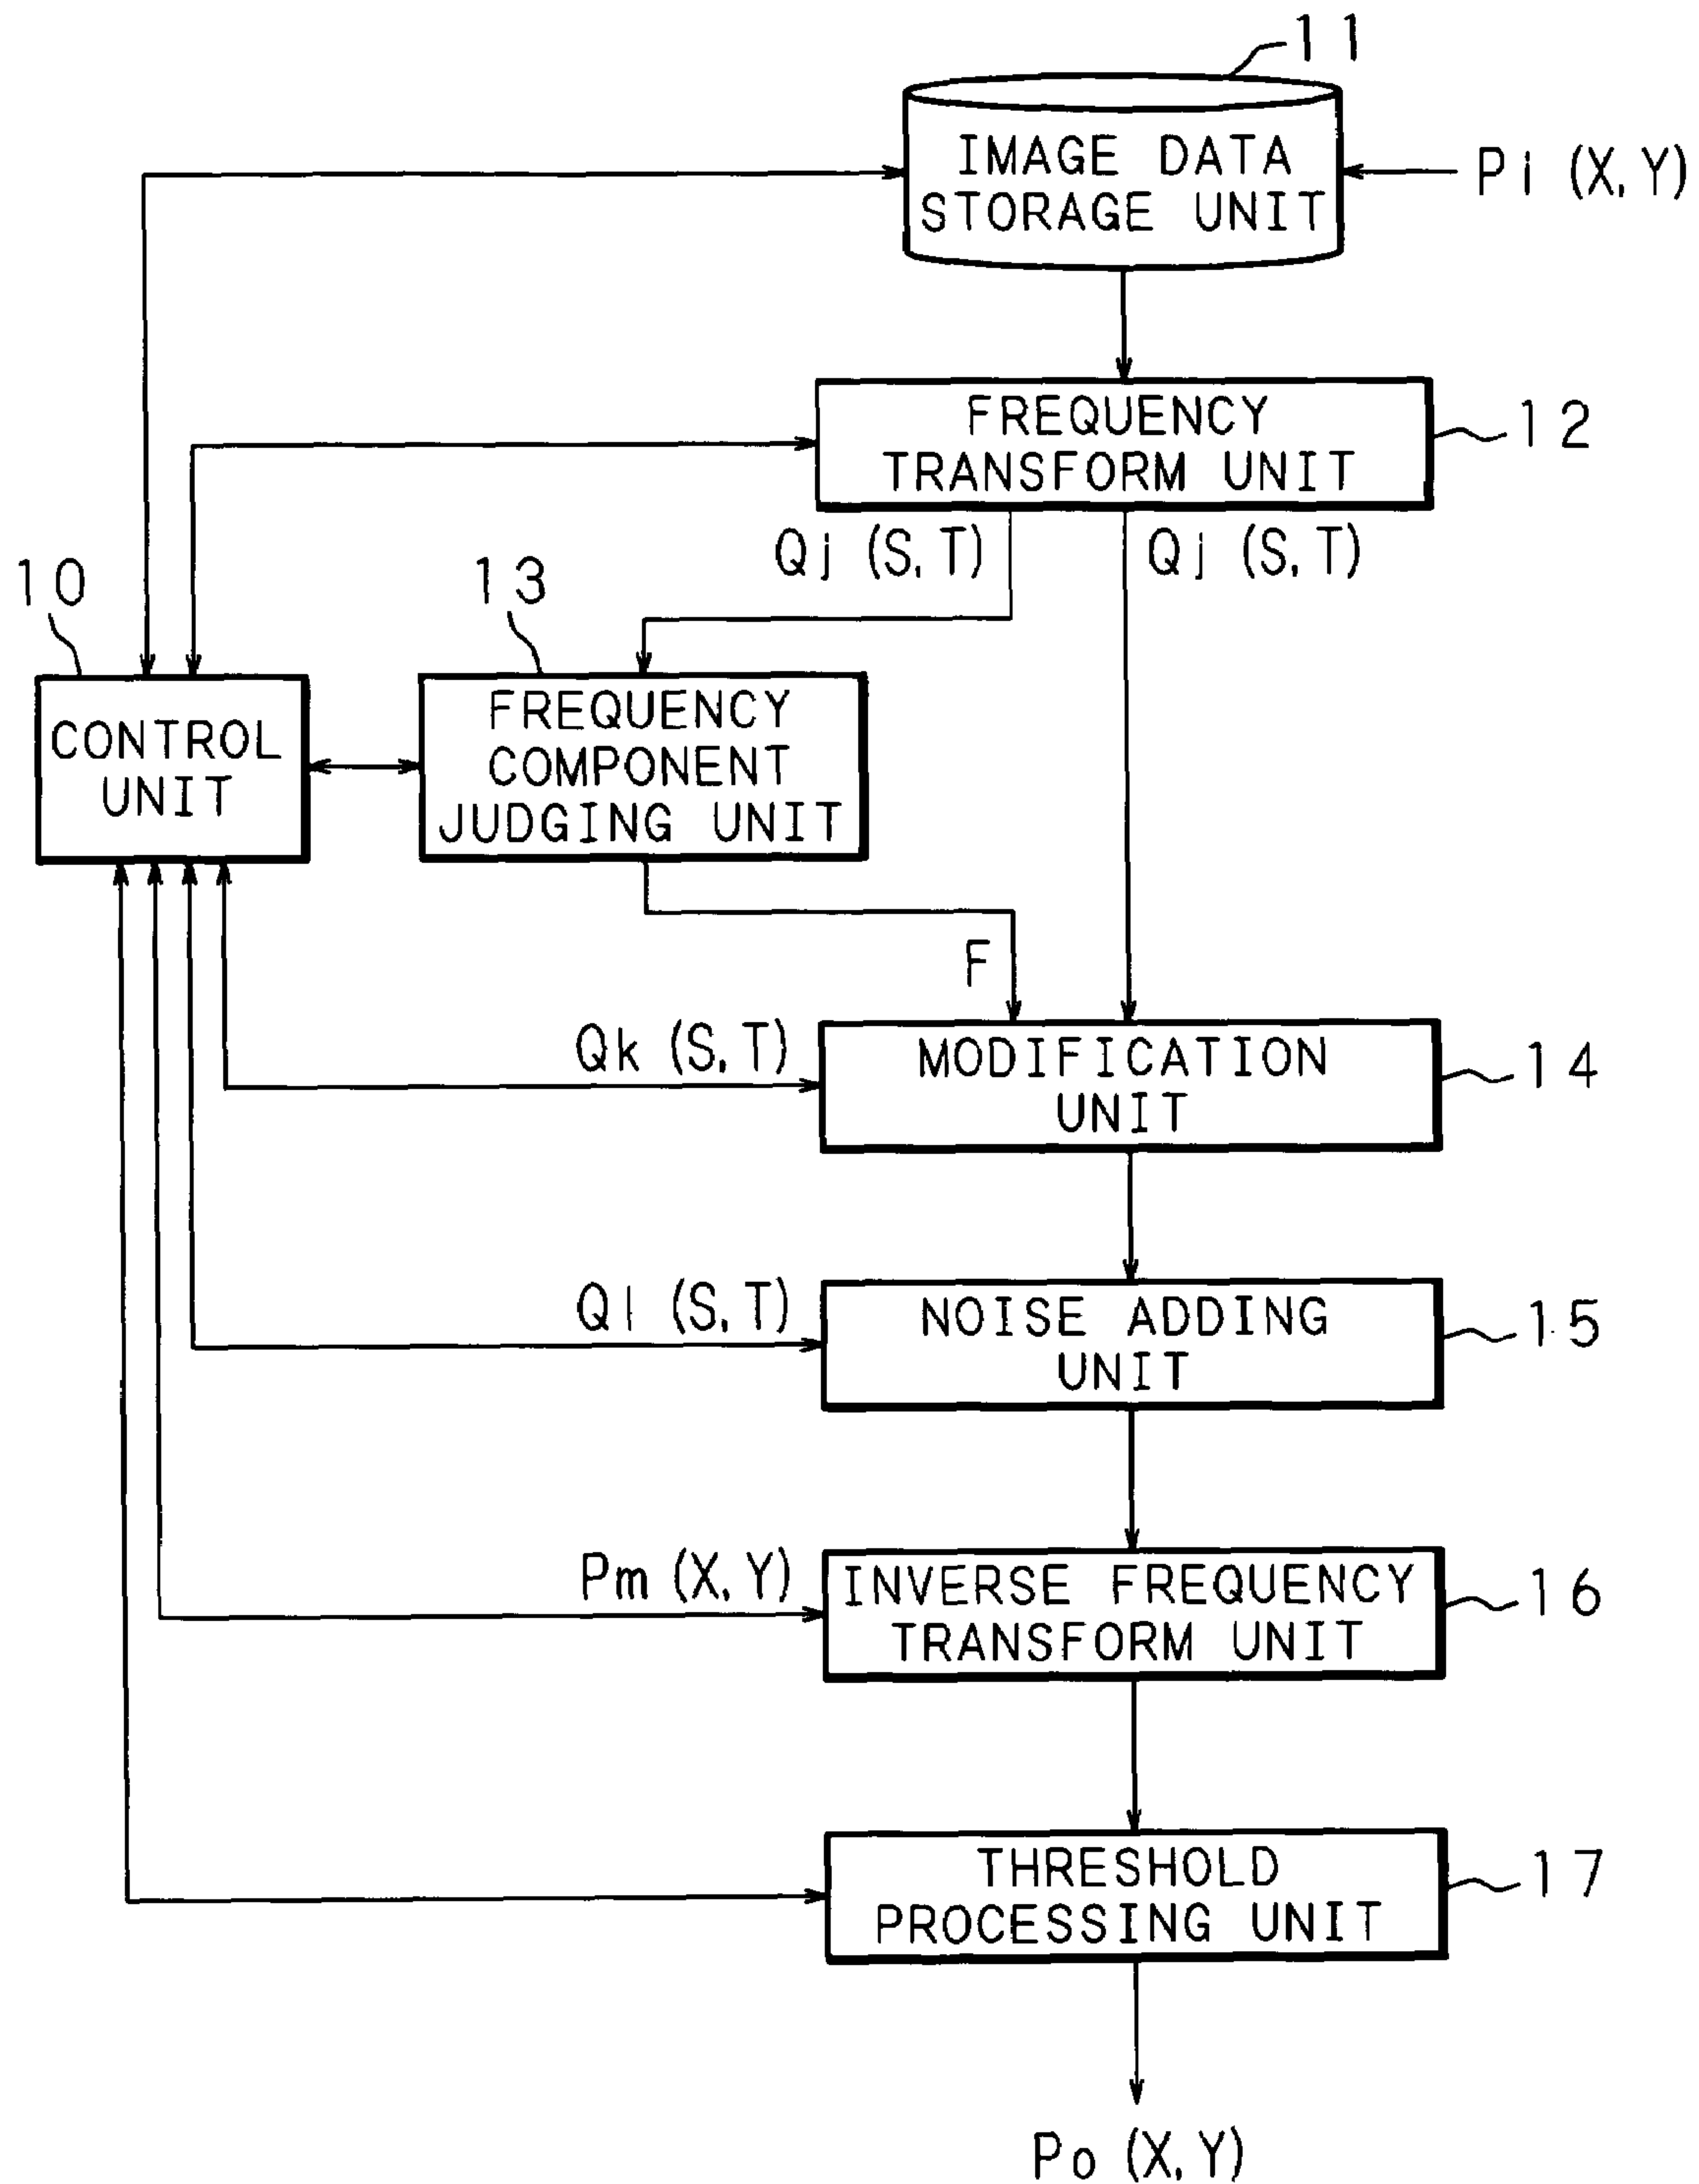 11
IMAGE DATA
STORAGE UNIT
Pi (X, Y)
FREQUENCY
TRANSFORM UNIT
12
Qj (S, T)
Qj (S, T)
10
13
CONTROL
UNIT
FREQUENCY
COMPONENT
JUDGING UNIT
F
Qk (S, T)
MODIFICATION
UNIT
14
Ql (S, T)
NOISE ADDING
UNIT
15
Pm (X, Y)
INVERSE FREQUENCY
TRANSFORM UNIT
16
THRESHOLD
PROCESSING UNIT
17
Po (X, Y)